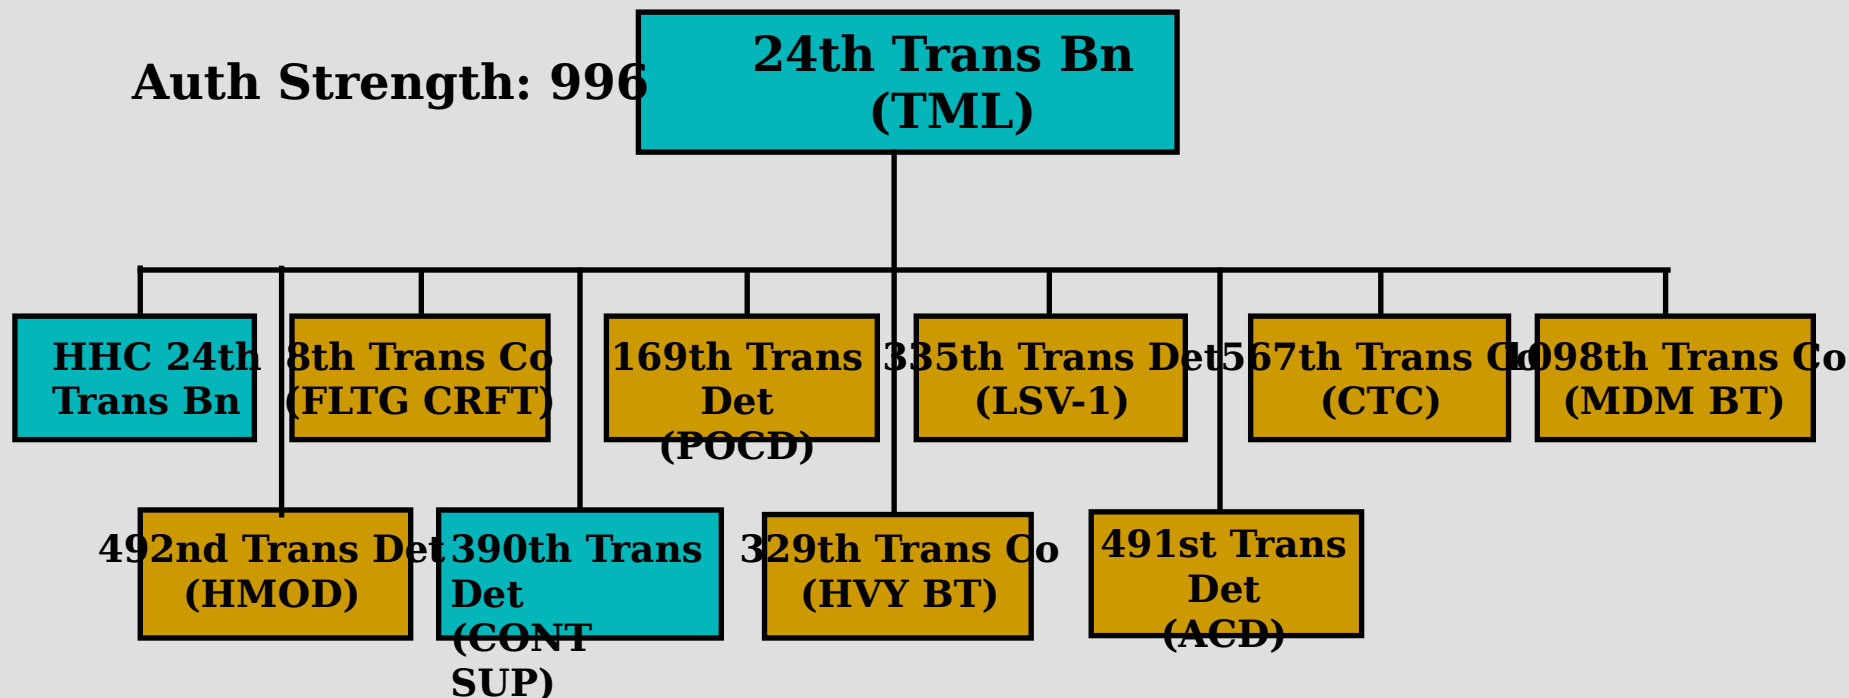 Auth Strength: 996
24th Trans Bn
(TML)
HHC 24th
Trans Bn
8th Trans Co
(FLTG CRFT)
169th Trans
Det
(POCD)
335th Trans Det
(LSV-1)
567th Trans Co
(CTC)
1098th Trans Co
(MDM BT)
492nd Trans Det
(HMOD)
390th Trans
Det
(CONT
SUP)
329th Trans Co
(HVY BT)
491st Trans
Det
(ACD)